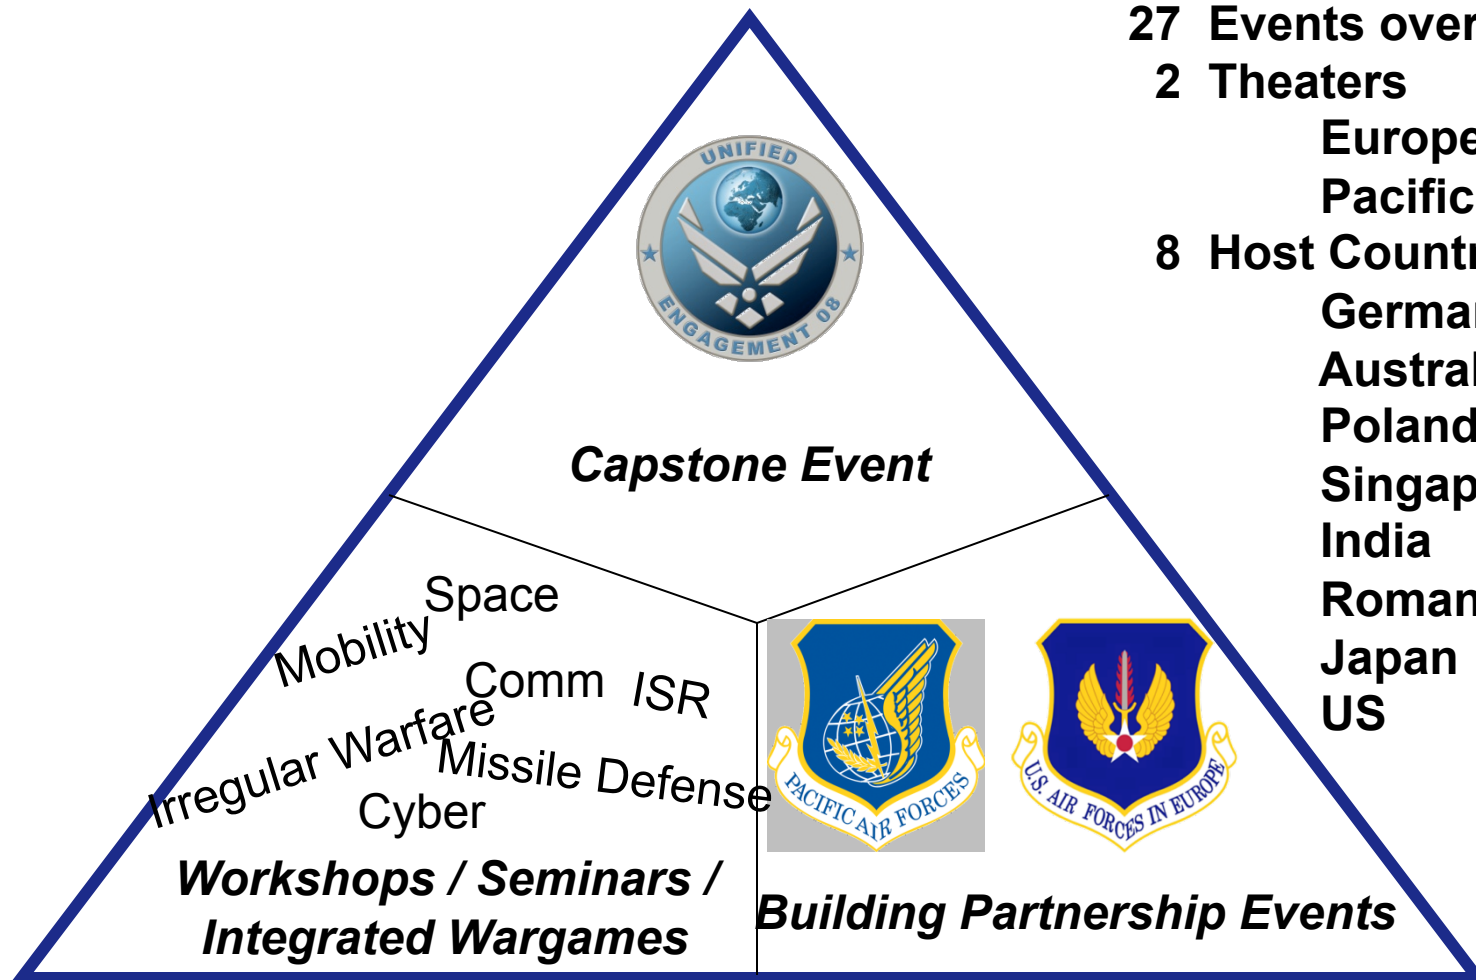 27 Events over
2 Theaters
Europe
Pacific
8 Host Countr
German
Austral
Poland
Singap
India
Roman
Japan
US
UNIFIED
ENGAGEMENT 08
Capstone Event
Space
Mobility
Comm
ISR
Irregular Warfare
Missile Defense
Cyber
Workshops / Seminars /
Integrated Wargames
PACIFIC AIR FORCES
U.S. AIR FORCES IN EUROPE
Building Partnership Events